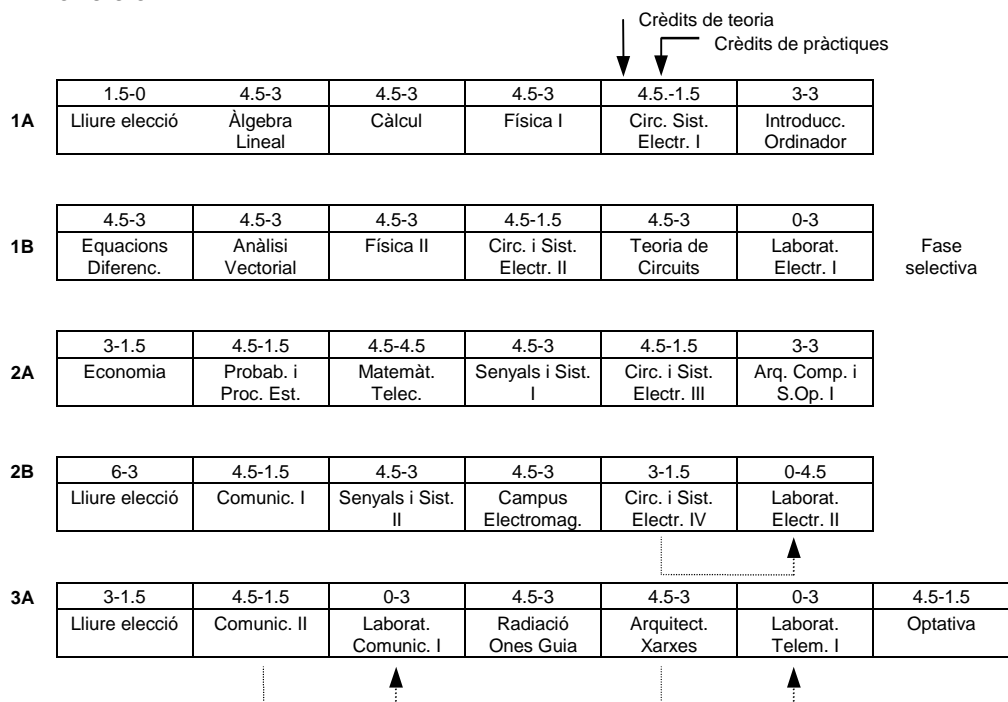 Crèdits de teoria
Crèdits de pràctiques
1.5-0 4.5-3 4.5-3 4.5-3 4.5.-1.5 3-3
1A Lliure elecció Àlgebra Càlcul Física I Circ. Sist. Introducc.
Lineal Electr. I Ordinador
4.5-3 4.5-3 4.5-3 4.5-1.5 4.5-3 0-3
1B Equacions Anàlisi Física II Circ. i Sist. Teoria de Laborat. Fase
Diferenc. Vectorial Electr. II Circuits Electr. I selectiva
3-1.5 4.5-1.5 4.5-4.5 4.5-3 4.5-1.5 3-3
2A Economia Probab. i Matemàt. Senyals i Sist. Circ. i Sist. Arq. Comp. i
Proc. Est. Telec. I Electr. III S.Op. I
2B 6-3 4.5-1.5 4.5-3 4.5-3 3-1.5 0-4.5
Lliure elecció Comunic. I Senyals i Sist. Campus Circ. i Sist. Laborat.
II Electromag. Electr. IV Electr. II
3A 3-1.5 4.5-1.5 0-3 4.5-3 4.5-3 0-3 4.5-1.5
Lliure elecció Comunic. II Laborat. Radiació Arquitect. Laborat. Optativa
Comunic. I Ones Guia Xarxes Telem. I